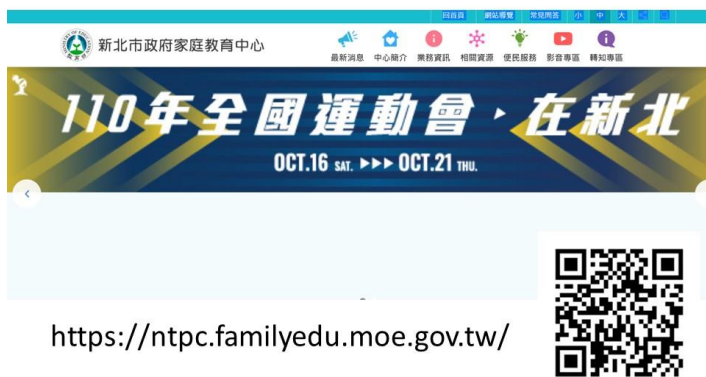 回首頁 網站導覽 常見問答 小 中 大
新北市政府家庭教育中心
最新消息 中心簡介 業務資訊 相關資源 便民服務 影音專區 轉知專區
110年全國運動會、在新北
OCT.16 SAT. ▶▶▶ OCT.21 THU.
https://ntpc.familyedu.moe.gov.tw/